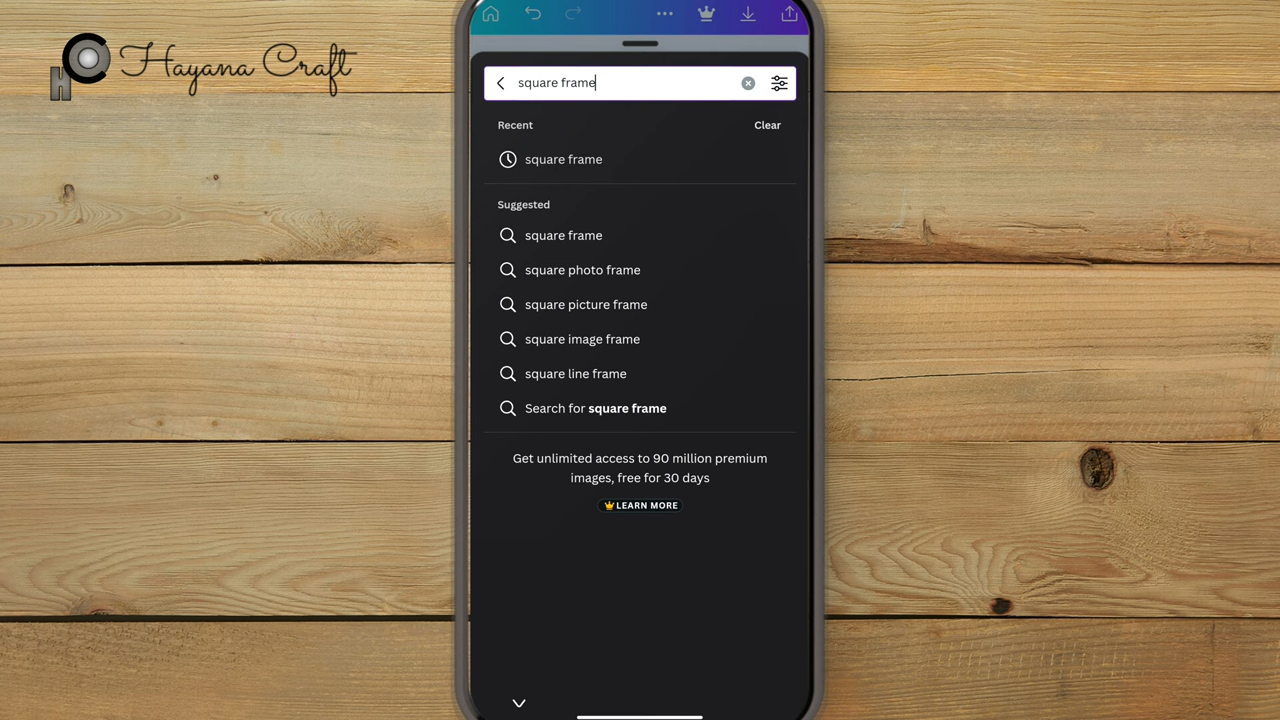 Hayana Craft
HC
square frame
Recent
Clear
square frame
Suggested
square frame
square photo frame
square picture frame
square image frame
square line frame
Search for square frame
Get unlimited access to 90 million premium
images, free for 30 days
LEARN MORE